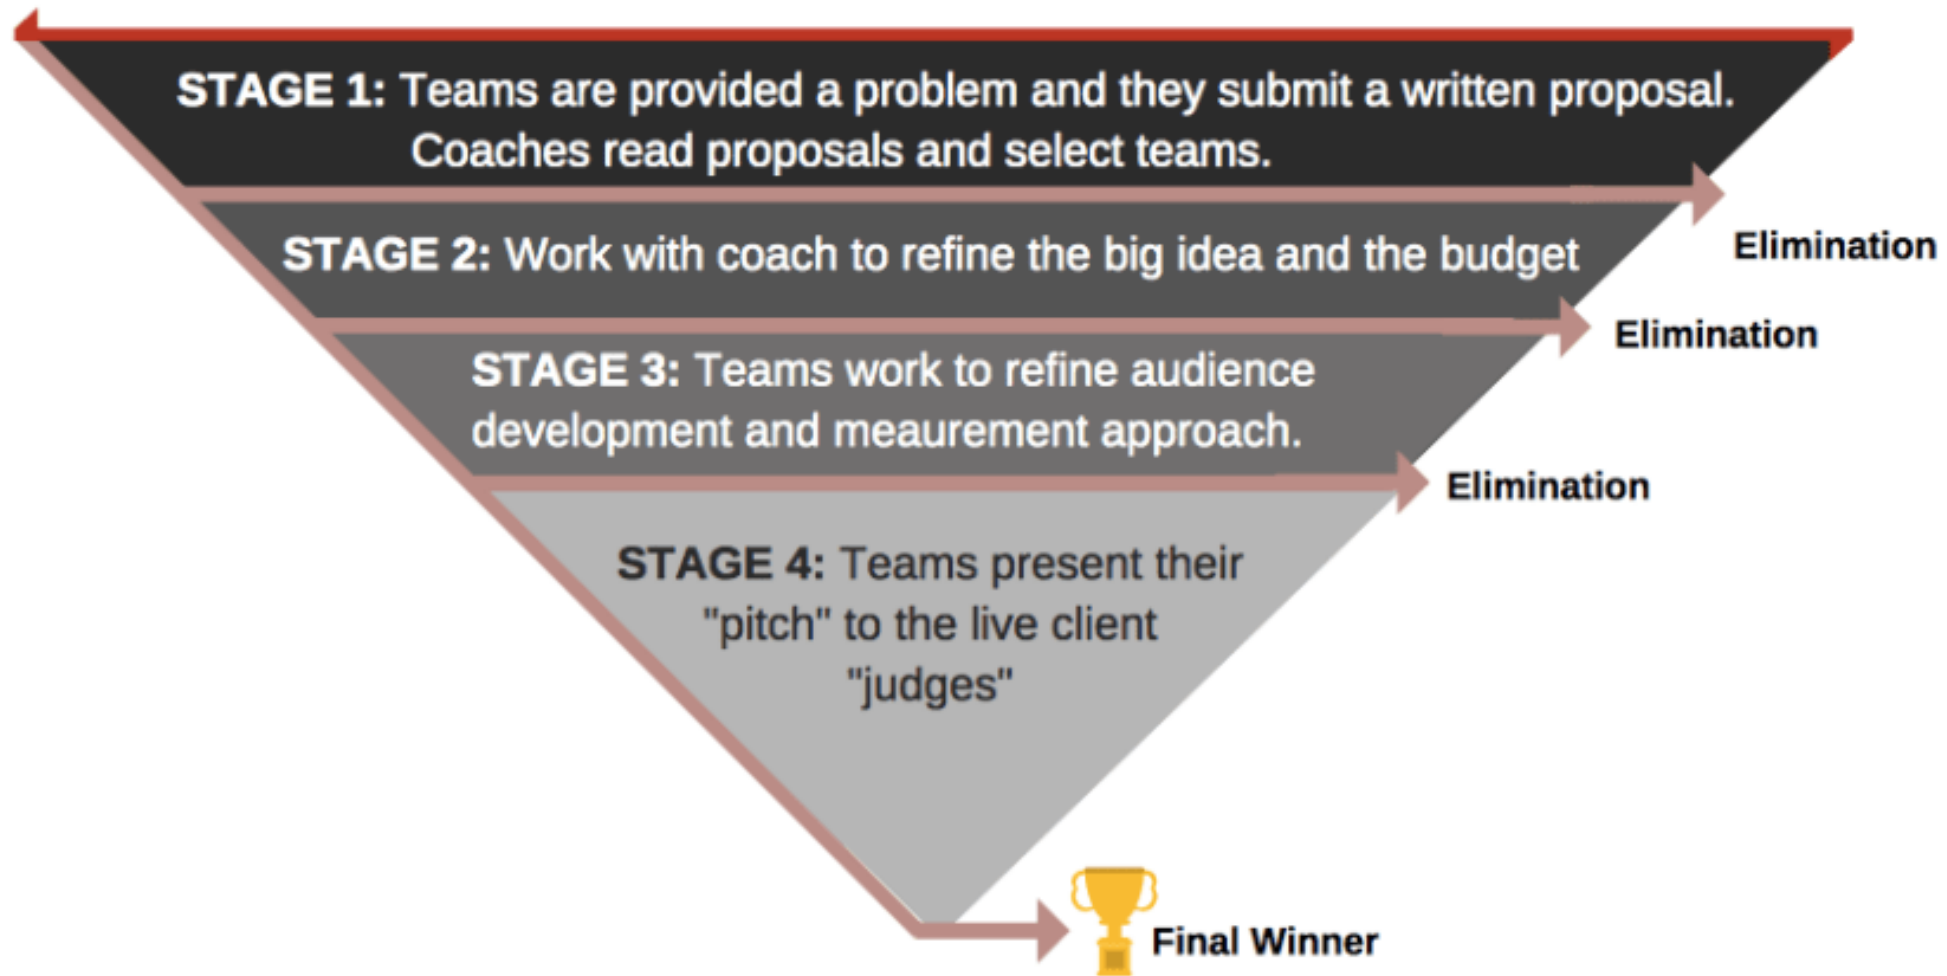 STAGE 1: Teams are provided a problem and they submit a written proposal.
Coaches read proposals and select teams.
Elimination
STAGE 2: Work with coach to refine the big idea and the budget
Elimination
STAGE 3: Teams work to refine audience
development and meaurement approach.
Elimination
STAGE 4: Teams present their
"pitch" to the live client
"judges"
Final Winner